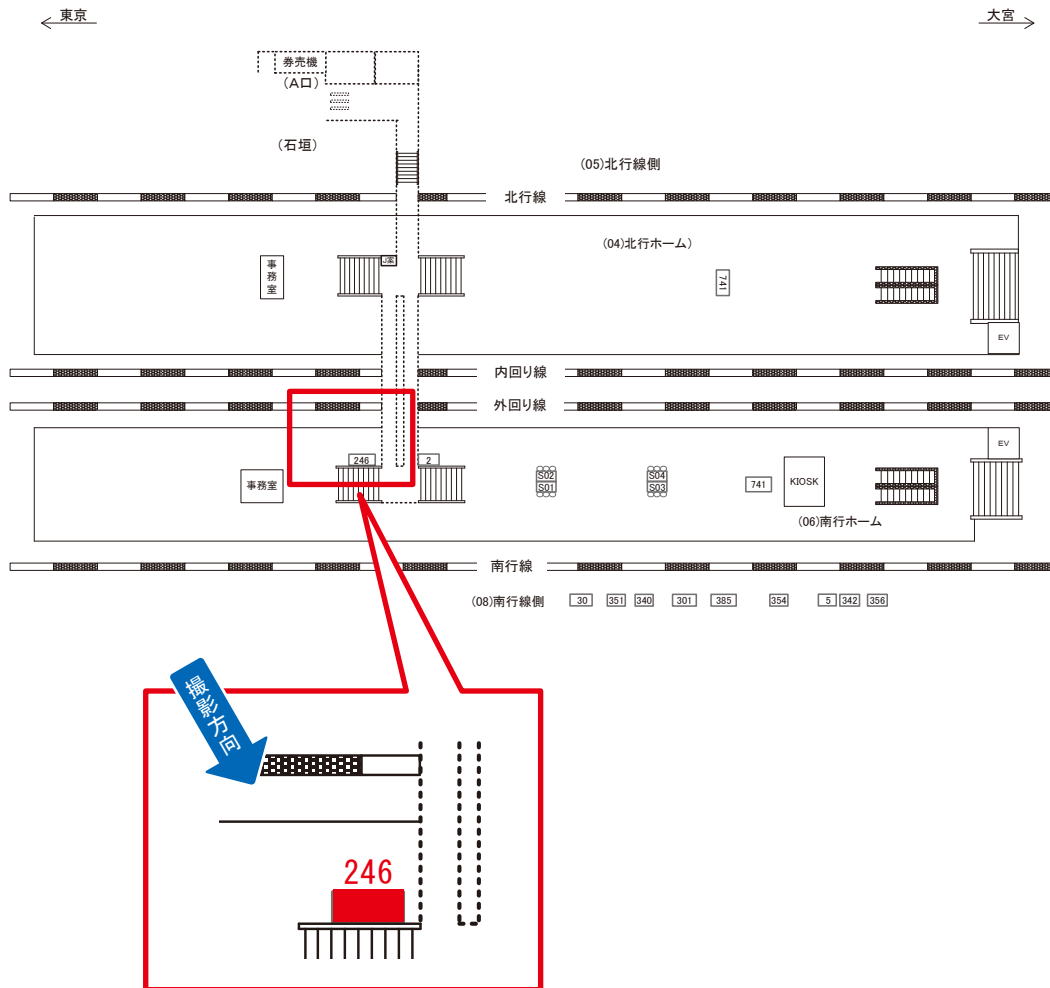 東京
大宮
券売機
(A口)
(石垣)
(05)北行線側
北行線
(04)北行ホーム)
事務室
J案
741
EV
内回り線
外回り線
EV
246
2
事務室
S02
S01
S04
S03
741
KIOSK
(06)南行ホーム
南行線
(08)南行線側
30
351
340
301
385
354
5
342
356
撮影方向
246